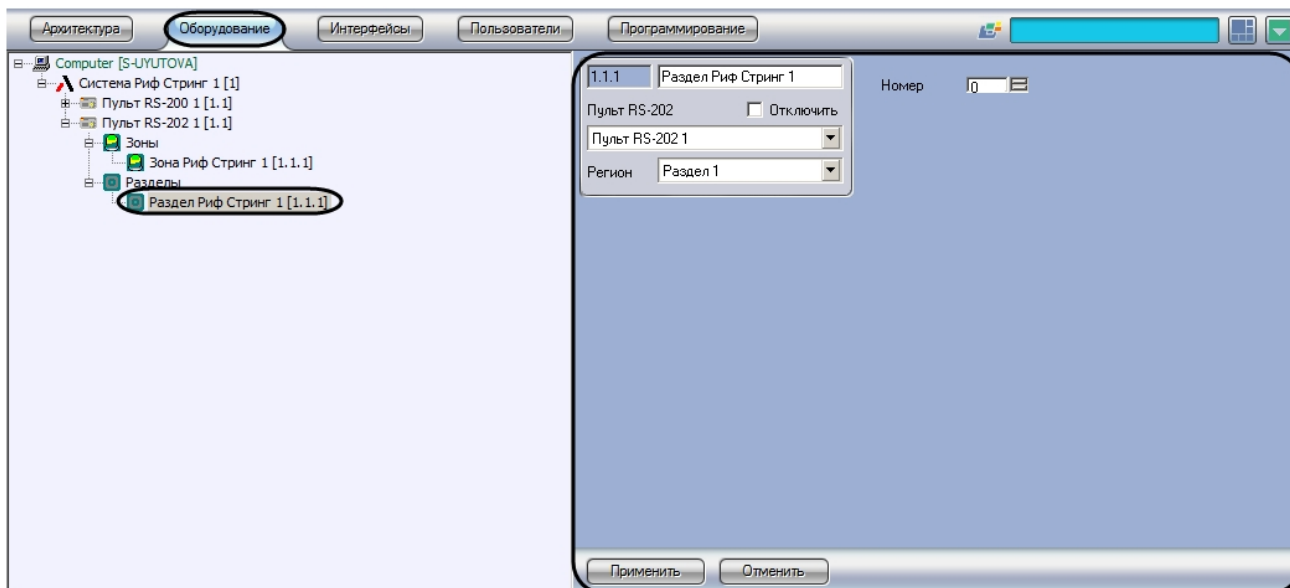 Архитектура
Оборудование
Интерфейсы
Пользователи
Программирование
Computer [S-UYUTOVA]
Система Риф Стринг 1 [1]
Пульт RS-200 1 [1.1]
Пульт RS-202 1 [1.1]
Зоны
Зона Риф Стринг 1 [1.1.1]
Разделы
Раздел Риф Стринг 1 [1.1.1]
1.1.1
Раздел Риф Стринг 1
Пульт RS-202
Отключить
Пульт RS-202 1
Регион
Раздел 1
Номер
0
Применить
Отменить